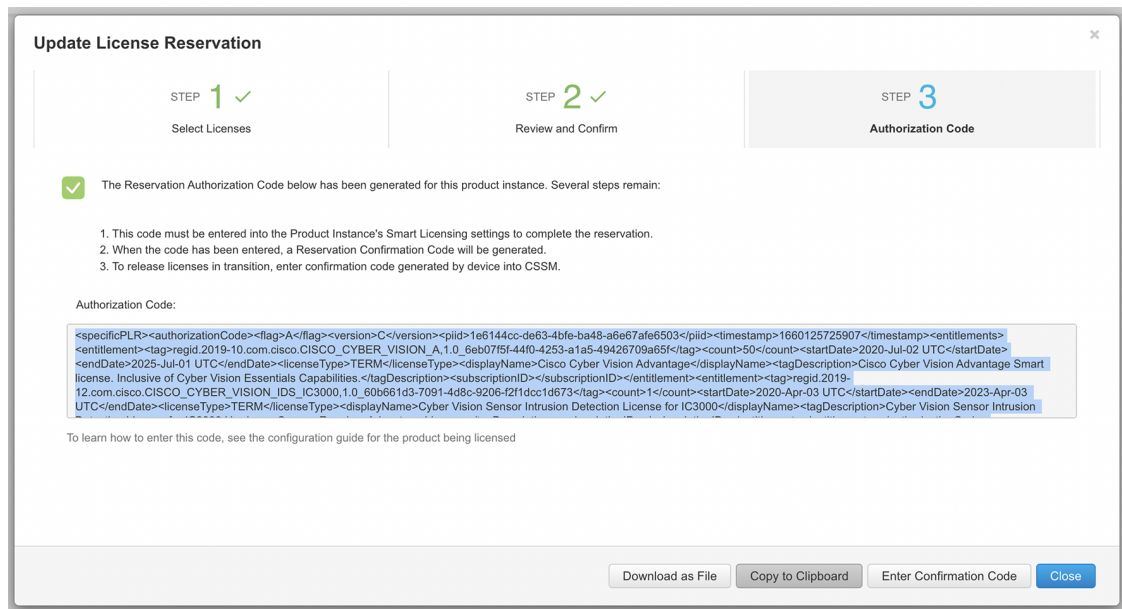 Update License Reservation
×
STEP 1
Select Licenses
STEP 2
Review and Confirm
STEP 3
Authorization Code
The Reservation Authorization Code below has been generated for this product instance. Several steps remain:
1. This code must be entered into the Product Instance's Smart Licensing settings to complete the reservation.
2. When the code has been entered, a Reservation Confirmation Code will be generated.
3. To release licenses in transition, enter confirmation code generated by device into CSSM.
Authorization Code:
<specificPLR><authorizationCode><flag>A</flag><version>C</version><piid>1e6144cc-de63-4bfe-ba48-a6e67afe6503</piid><timestamp>1660125725907</timestamp><entitlements>
<entitlement><tag>regid.2019-10.com.cisco.CISCO_CYBER_VISION_A,1.0_6eb07f5f-44f0-4253-a1a5-49426709a65f</tag><count>50</count><startDate>2020-Jul-02 UTC</startDate>
<endDate>2025-Jul-01 UTC</endDate><licenseType>TERM</licenseType><displayName>Cisco Cyber Vision Advantage</displayName><tagDescription>Cisco Cyber Vision Advantage Smart
license. Inclusive of Cyber Vision Essentials Capabilities.</tagDescription><subscriptionID></subscriptionID></entitlement><entitlement><tag>regid.2019-
12.com.cisco.CISCO_CYBER_VISION_IDS_IC3000,1.0_60b661d3-7091-4d8c-9206-f2f1dcc1d673</tag><count>1</count><startDate>2020-Apr-03 UTC</startDate><endDate>2023-Apr-03
UTC</endDate><licenseType>TERM</licenseType><displayName>Cyber Vision Sensor Intrusion Detection License for IC3000</displayName><tagDescription>Cyber Vision Sensor Intrusion
To learn how to enter this code, see the configuration guide for the product being licensed
Download as File
Copy to Clipboard
Enter Confirmation Code
Close